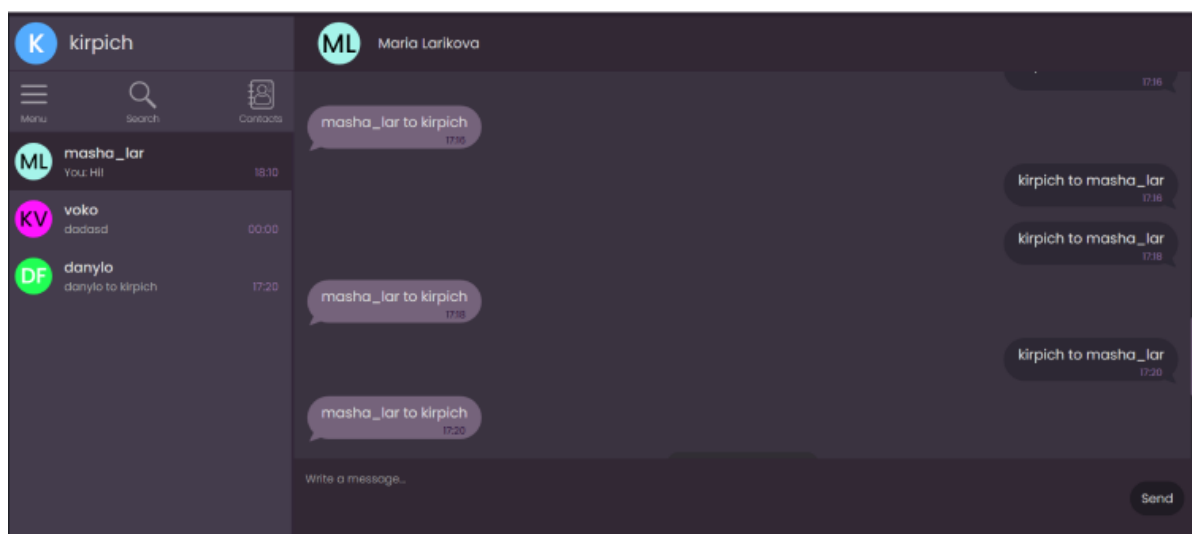 K
kirpich
Menu
Search
Contacts
ML
masha_lar
You: Hi!
18:10
KV
voko
dadasd
00:00
DF
danylo
danylo to kirpich
17:20
ML
Maria Larikova
17:16
masha_lar to kirpich
17:16
kirpich to masha_lar
17:16
kirpich to masha_lar
17:18
masha_lar to kirpich
17:18
kirpich to masha_lar
17:20
masha_lar to kirpich
17:20
Write a message...
Send